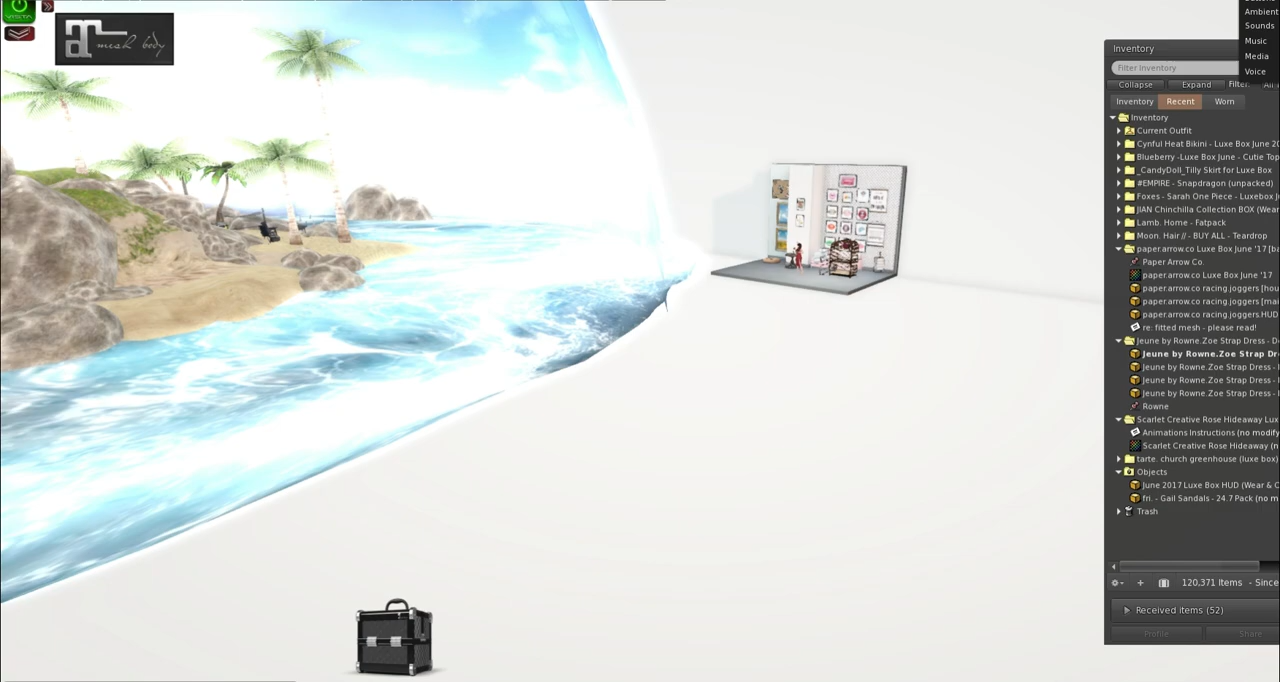 VISTA
mesh body
Ambient
Sounds
Music
Media
Voice
Inventory
Filter Inventory
Collapse Expand Filter: All
Inventory Recent Worn
Inventory
Current Outfit
Cynful Heat Bikini - Luxe Box June 20
Blueberry -Luxe Box June - Cutie Top
_CandyDoll_Tilly Skirt for Luxe Box
#EMPIRE - Snapdragon (unpacked)
Foxes - Sarah One Piece - Luxebox J
JIAN Chinchilla Collection BOX (Wear
Lamb. Home - Fatpack
Moon. Hair // - BUY ALL - Teardrop
paper.arrow.co Luxe Box June '17 [ba
Paper Arrow Co.
paper.arrow.co Luxe Box June '17
paper.arrow.co racing.joggers [hou
paper.arrow.co racing.joggers [mai
paper.arrow.co racing.joggers.HUD
re: fitted mesh - please read!
Jeune by Rowne.Zoe Strap Dress - D
Jeune by Rowne.Zoe Strap Dr
Jeune by Rowne.Zoe Strap Dress -
Jeune by Rowne.Zoe Strap Dress -
Jeune by Rowne.Zoe Strap Dress -
Rowne
Scarlet Creative Rose Hideaway Lux
Animations Instructions (no modify
Scarlet Creative Rose Hideaway (n
tarte. church greenhouse (luxe box)
Objects
June 2017 Luxe Box HUD (Wear & C
fri. - Gail Sandals - 24.7 Pack (no m
Trash
120,371 Items - Since
Received items (52)
Profile Share